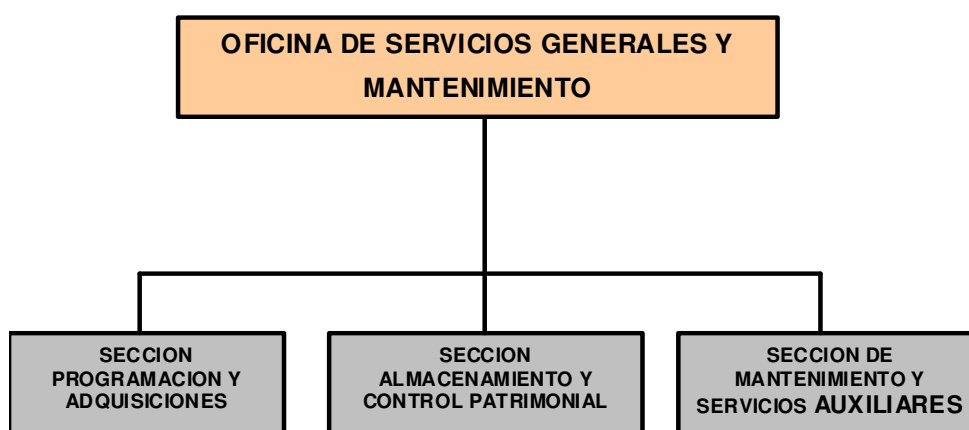 OFICINA DE SERVICIOS GENERALES Y
MANTENIMIENTO
SECCION
PROGRAMACION Y
ADQUISICIONES
SECCION
ALMACENAMIENTO Y
CONTROL PATRIMONIAL
SECCION DE
MANTENIMIENTO Y
SERVICIOS AUXILIARES